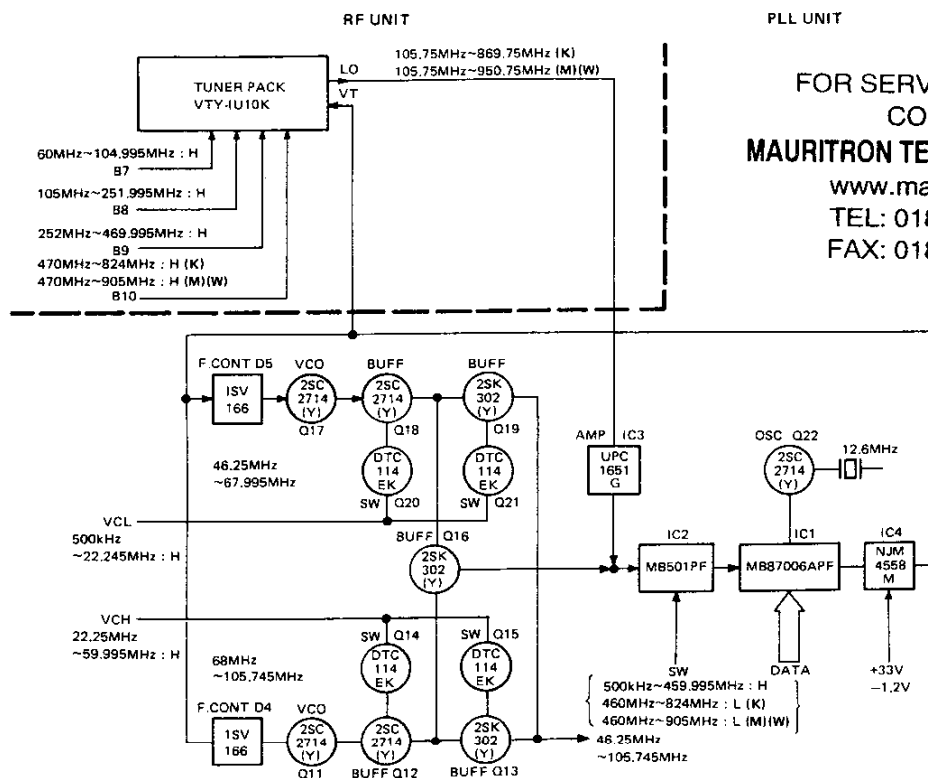 RF UNIT
PLL UNIT
105.75MHz~869.75MHz (K)
105.75MHz~950.75MHz (M)(W)
TUNER PACK
VTY-IU10K
LO
VT
FOR SERV
CO
MAURITRON TE
www.ma
TEL: 018
FAX: 018
60MHz~104.995MHz : H
B7
105MHz~251.995MHz : H
B8
252MHz~469.995MHz : H
B9
470MHz~824MHz : H (K)
470MHz~905MHz : H (M)(W)
B10
F.CONT D5
VCO
BUFF
BUFF
ISV
166
2SC
2714
(Y)
Q17
2SC
2714
(Y)
Q18
2SK
302
(Y)
Q19
46.25MHz
~67.995MHz
DTC
114
EK
SW
Q20
DTC
114
EK
SW
Q21
AMP IC3
UPC
1651
G
OSC Q22
2SC
2714
(Y)
12.6MHz
VCL
500kHz
~22.245MHz : H
BUFF Q16
2SK
302
(Y)
IC2
MB501PF
IC1
MB87006APF
IC4
NJM
4558
M
VCH
22.25MHz
~59.995MHz : H
SW Q14
DTC
114
EK
SW Q15
DTC
114
EK
68MHz
~105.745MHz
SW
DATA
+33V
−1.2V
500kHz~459.995MHz : H
460MHz~824MHz : L (K)
460MHz~905MHz : L (M)(W)
F.CONT D4
VCO
1SV
166
2SC
2714
(Y)
Q11
2SC
2714
(Y)
BUFF Q12
2SK
302
(Y)
BUFF Q13
46.25MHz
~105.745MHz